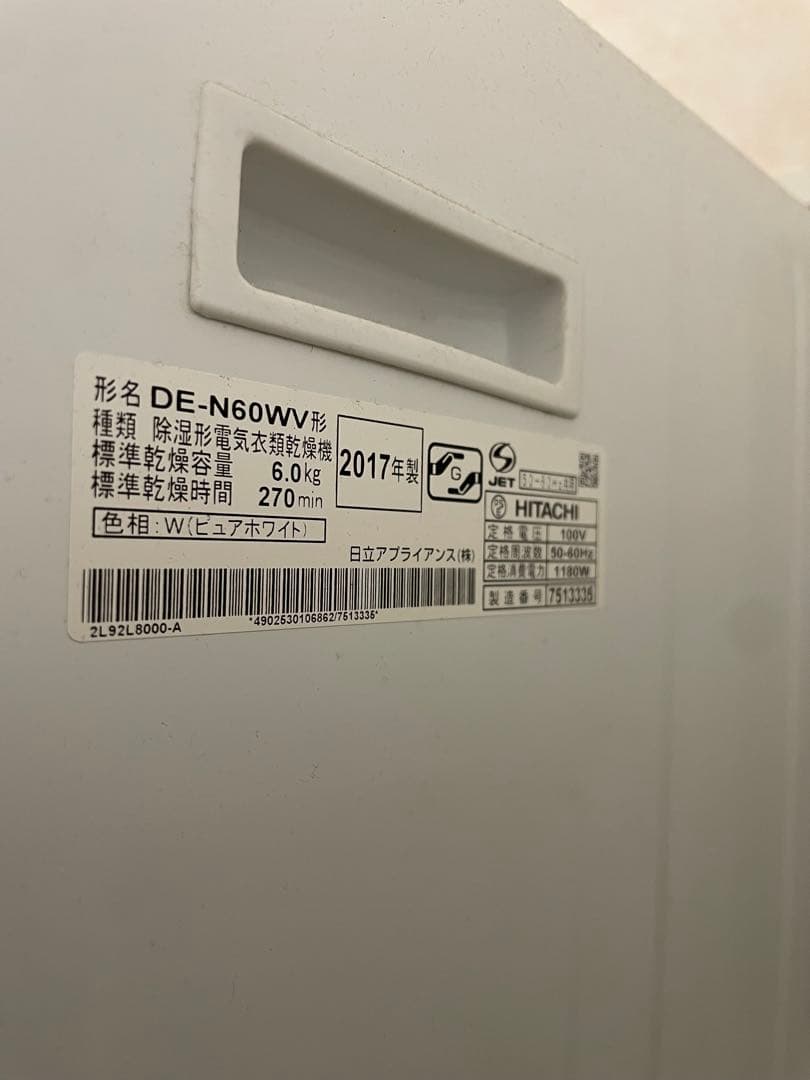 形名 DE-N60WV形
種類 除湿形電気衣類乾燥機
標準乾燥容量 6.0kg
標準乾燥時間 270min
色相:W(ピュアホワイト)
2017年製
G
日立アプライアンス(株)
2L92L8000-A
*4902530106862/7513335*
JET
PSE
HITACHI
定格電圧 100V
定格周波数 50-60Hz
定格消費電力 1180W
製造番号 7513335